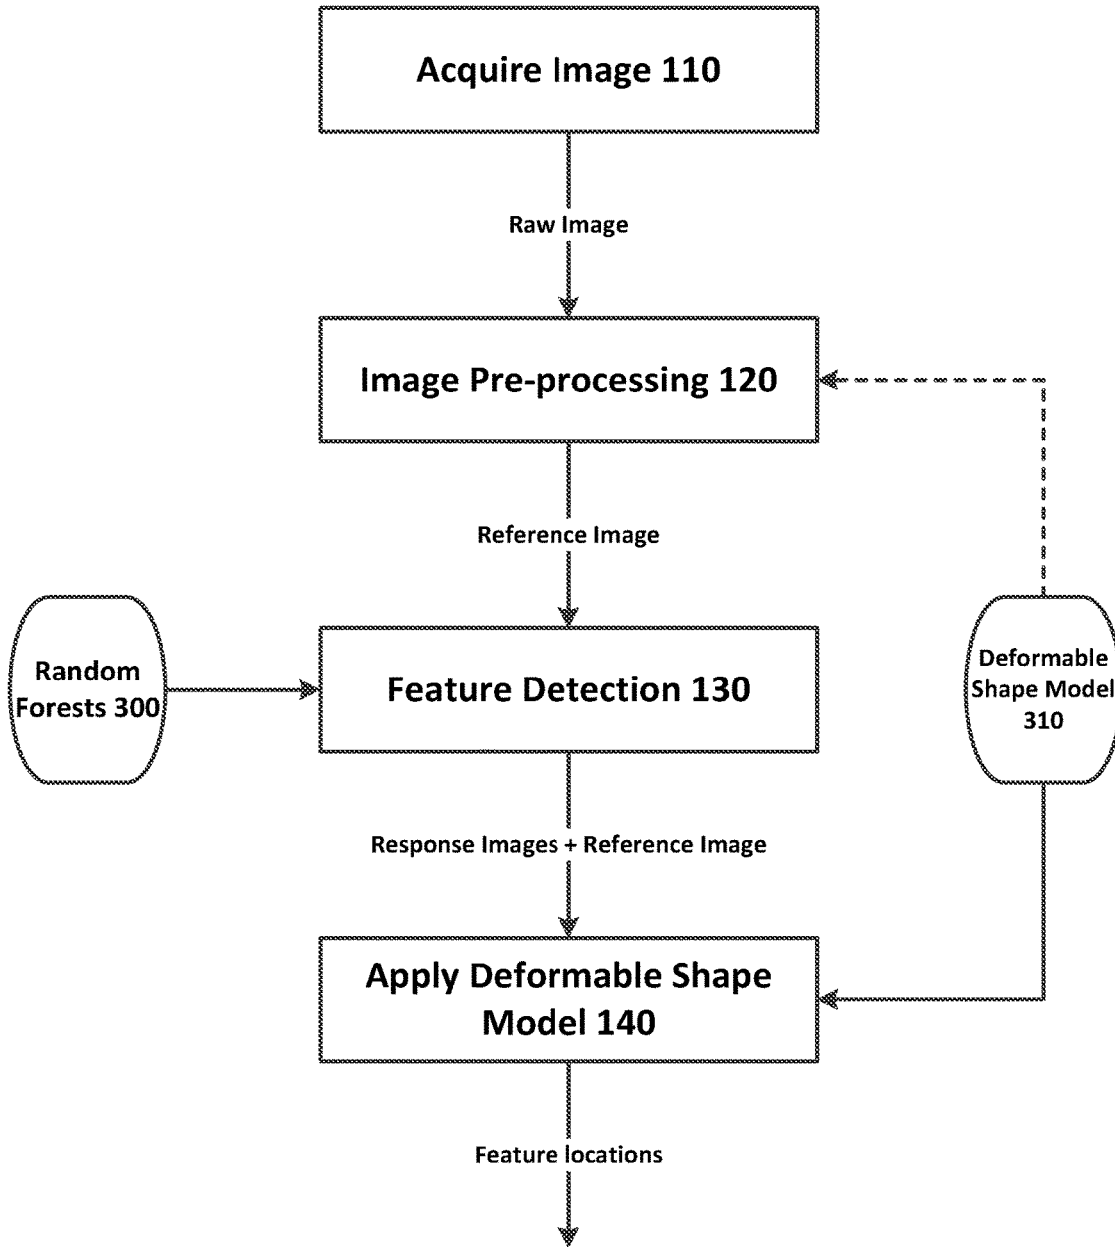 Acquire Image 110
Raw Image
Image Pre-processing 120
Reference Image
Random
Forests 300
Feature Detection 130
Deformable
Shape Model
310
Response Images + Reference Image
Apply Deformable Shape
Model 140
Feature locations